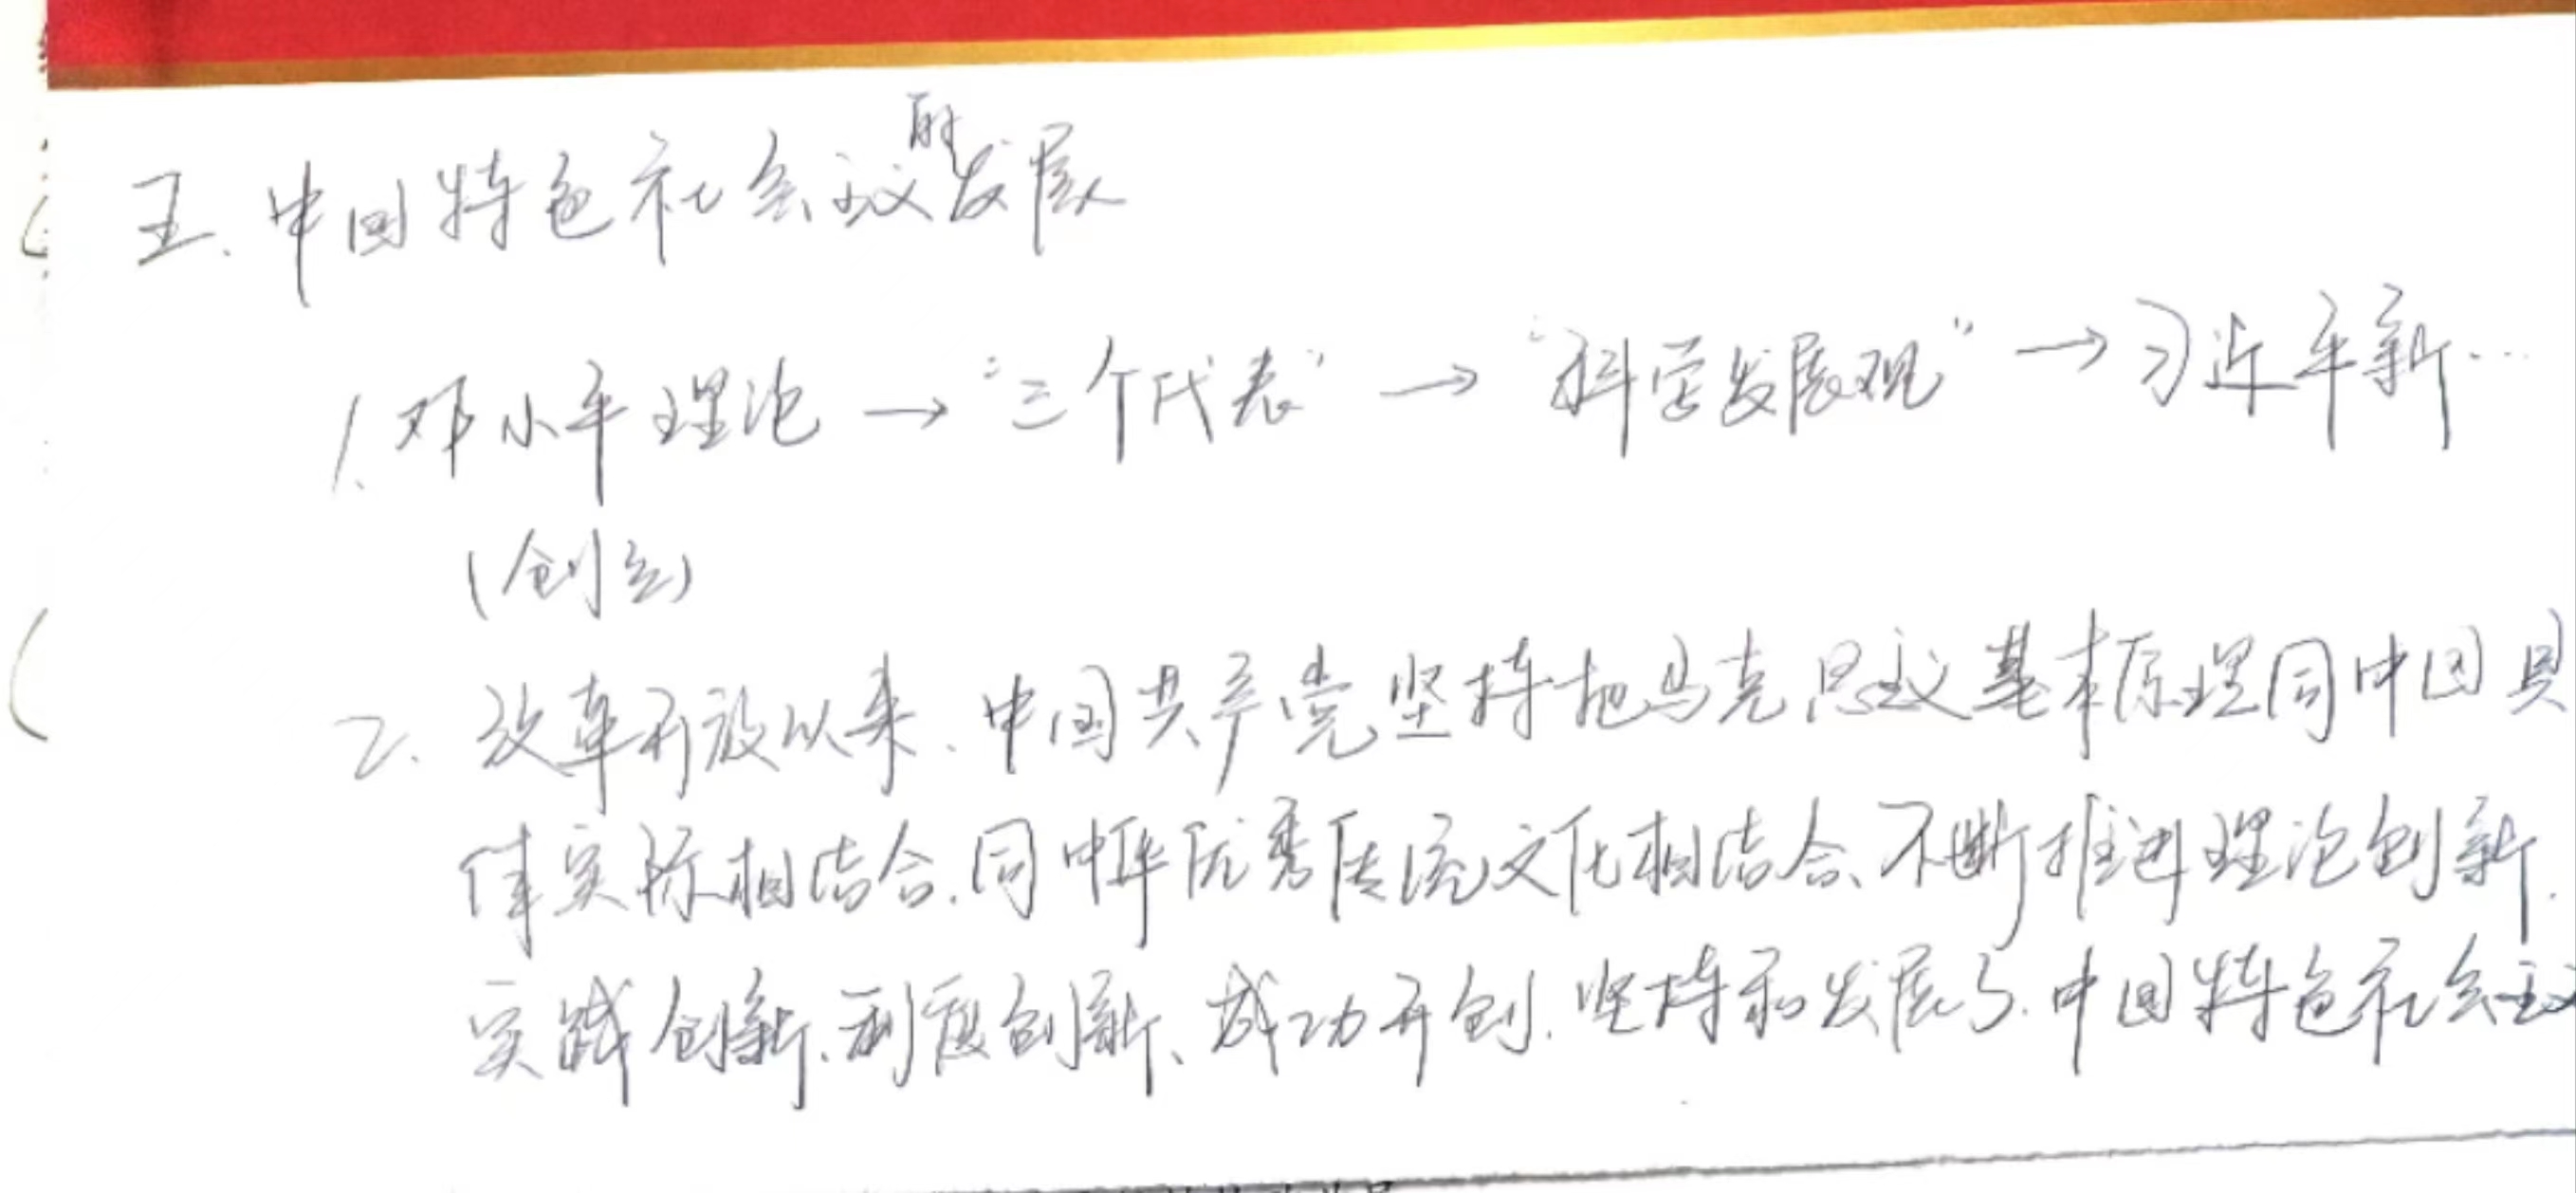 五、中国特色社会主义的发展
1. 邓小平理论 → "三个代表" → "科学发展观" → 习近平新…
(创立)
2. 改革开放以来、中国共产党坚持把马克思主义基本原理同中国具
体实际相结合、同中华优秀传统文化相结合、不断推进理论创新、
实践创新、制度创新、成功开创、坚持和发展了中国特色社会主义